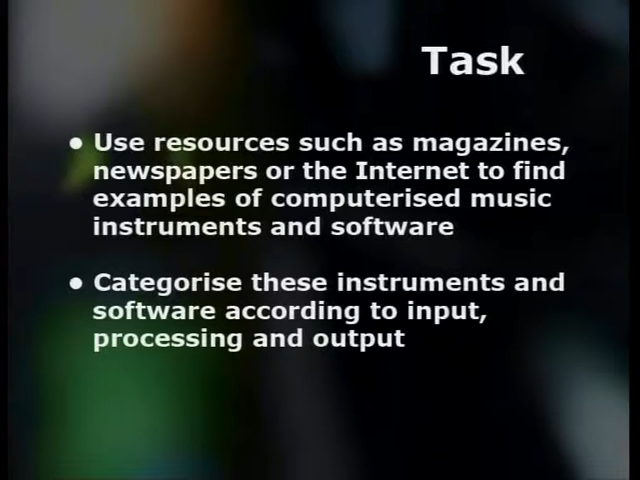 Task
• Use resources such as magazines,
newspapers or the Internet to find
examples of computerised music
instruments and software
• Categorise these instruments and
software according to input,
processing and output